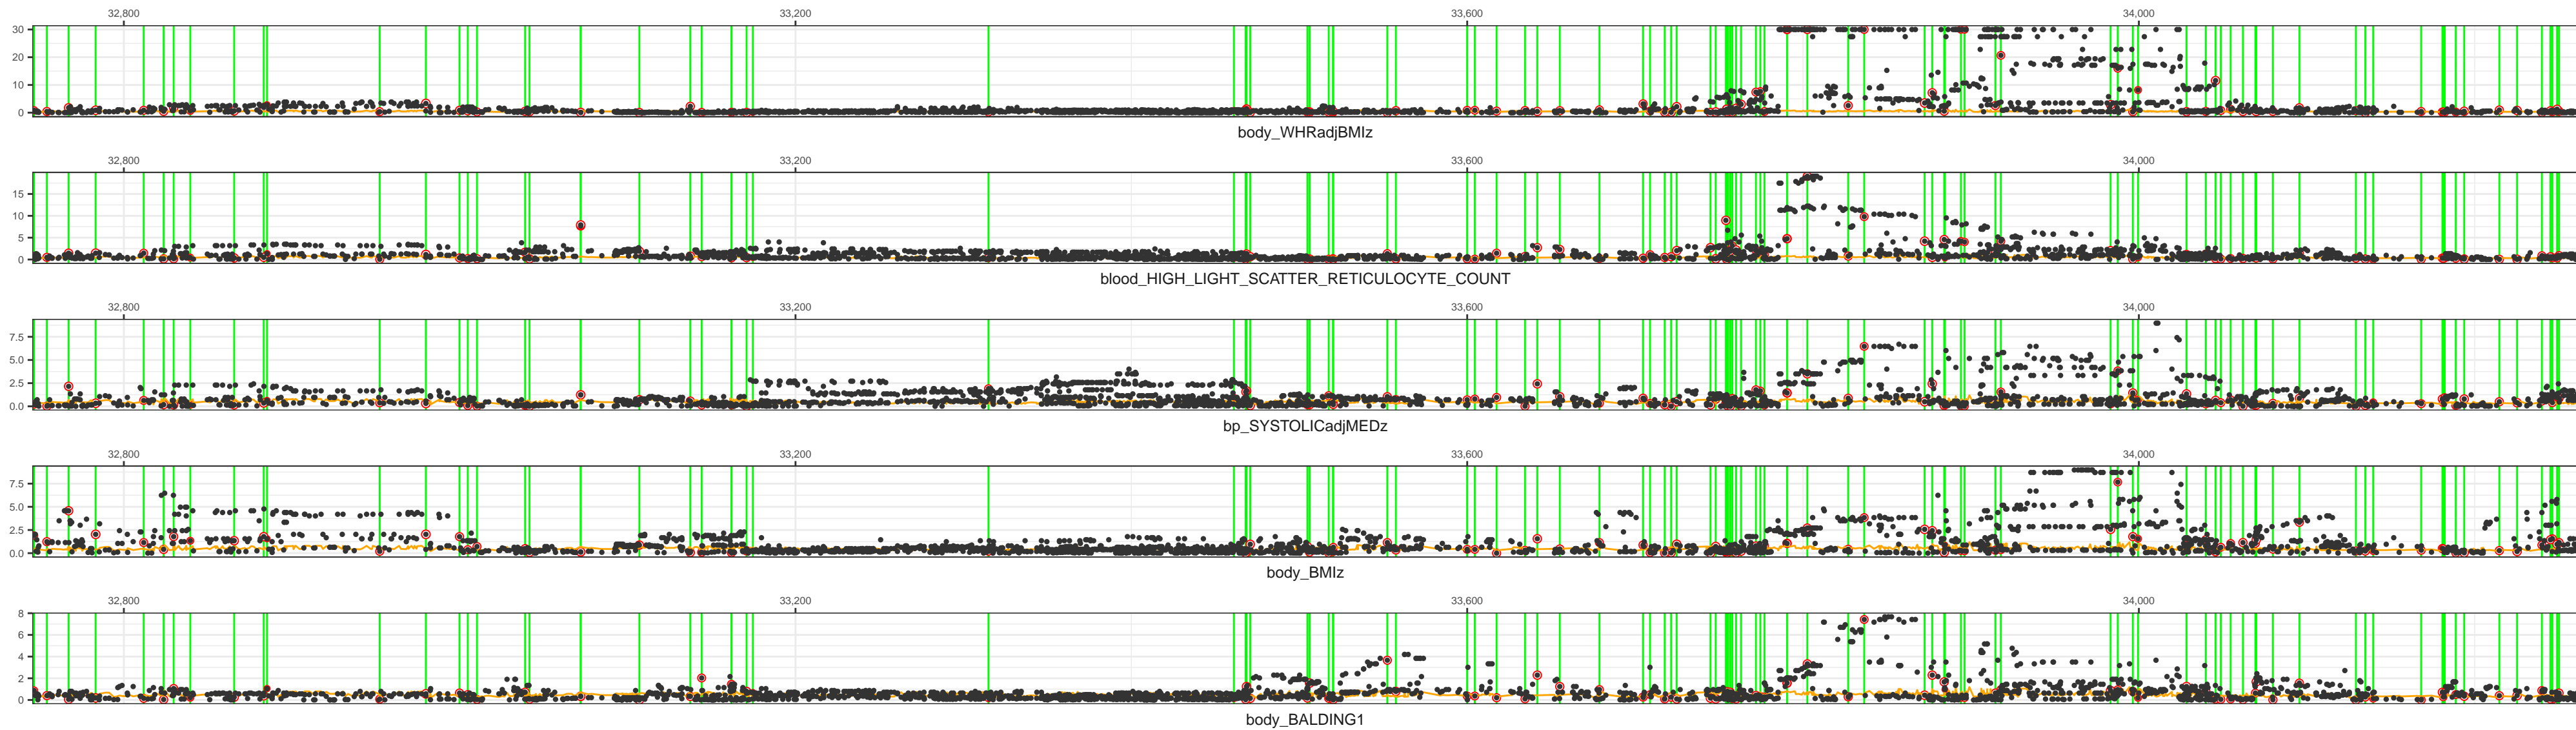 32,800 33,200 33,600 34,000
30
20
10
0
body_WHRadjBMIz
32,800 33,200 33,600 34,000
15
10
5
0
blood_HIGH_LIGHT_SCATTER_RETICULOCYTE_COUNT
32,800 33,200 33,600 34,000
7.5
5.0
2.5
0.0
bp_SYSTOLICadjMEDz
32,800 33,200 33,600 34,000
7.5
5.0
2.5
0.0
body_BMIz
32,800 33,200 33,600 34,000
8
6
4
2
0
body_BALDING1